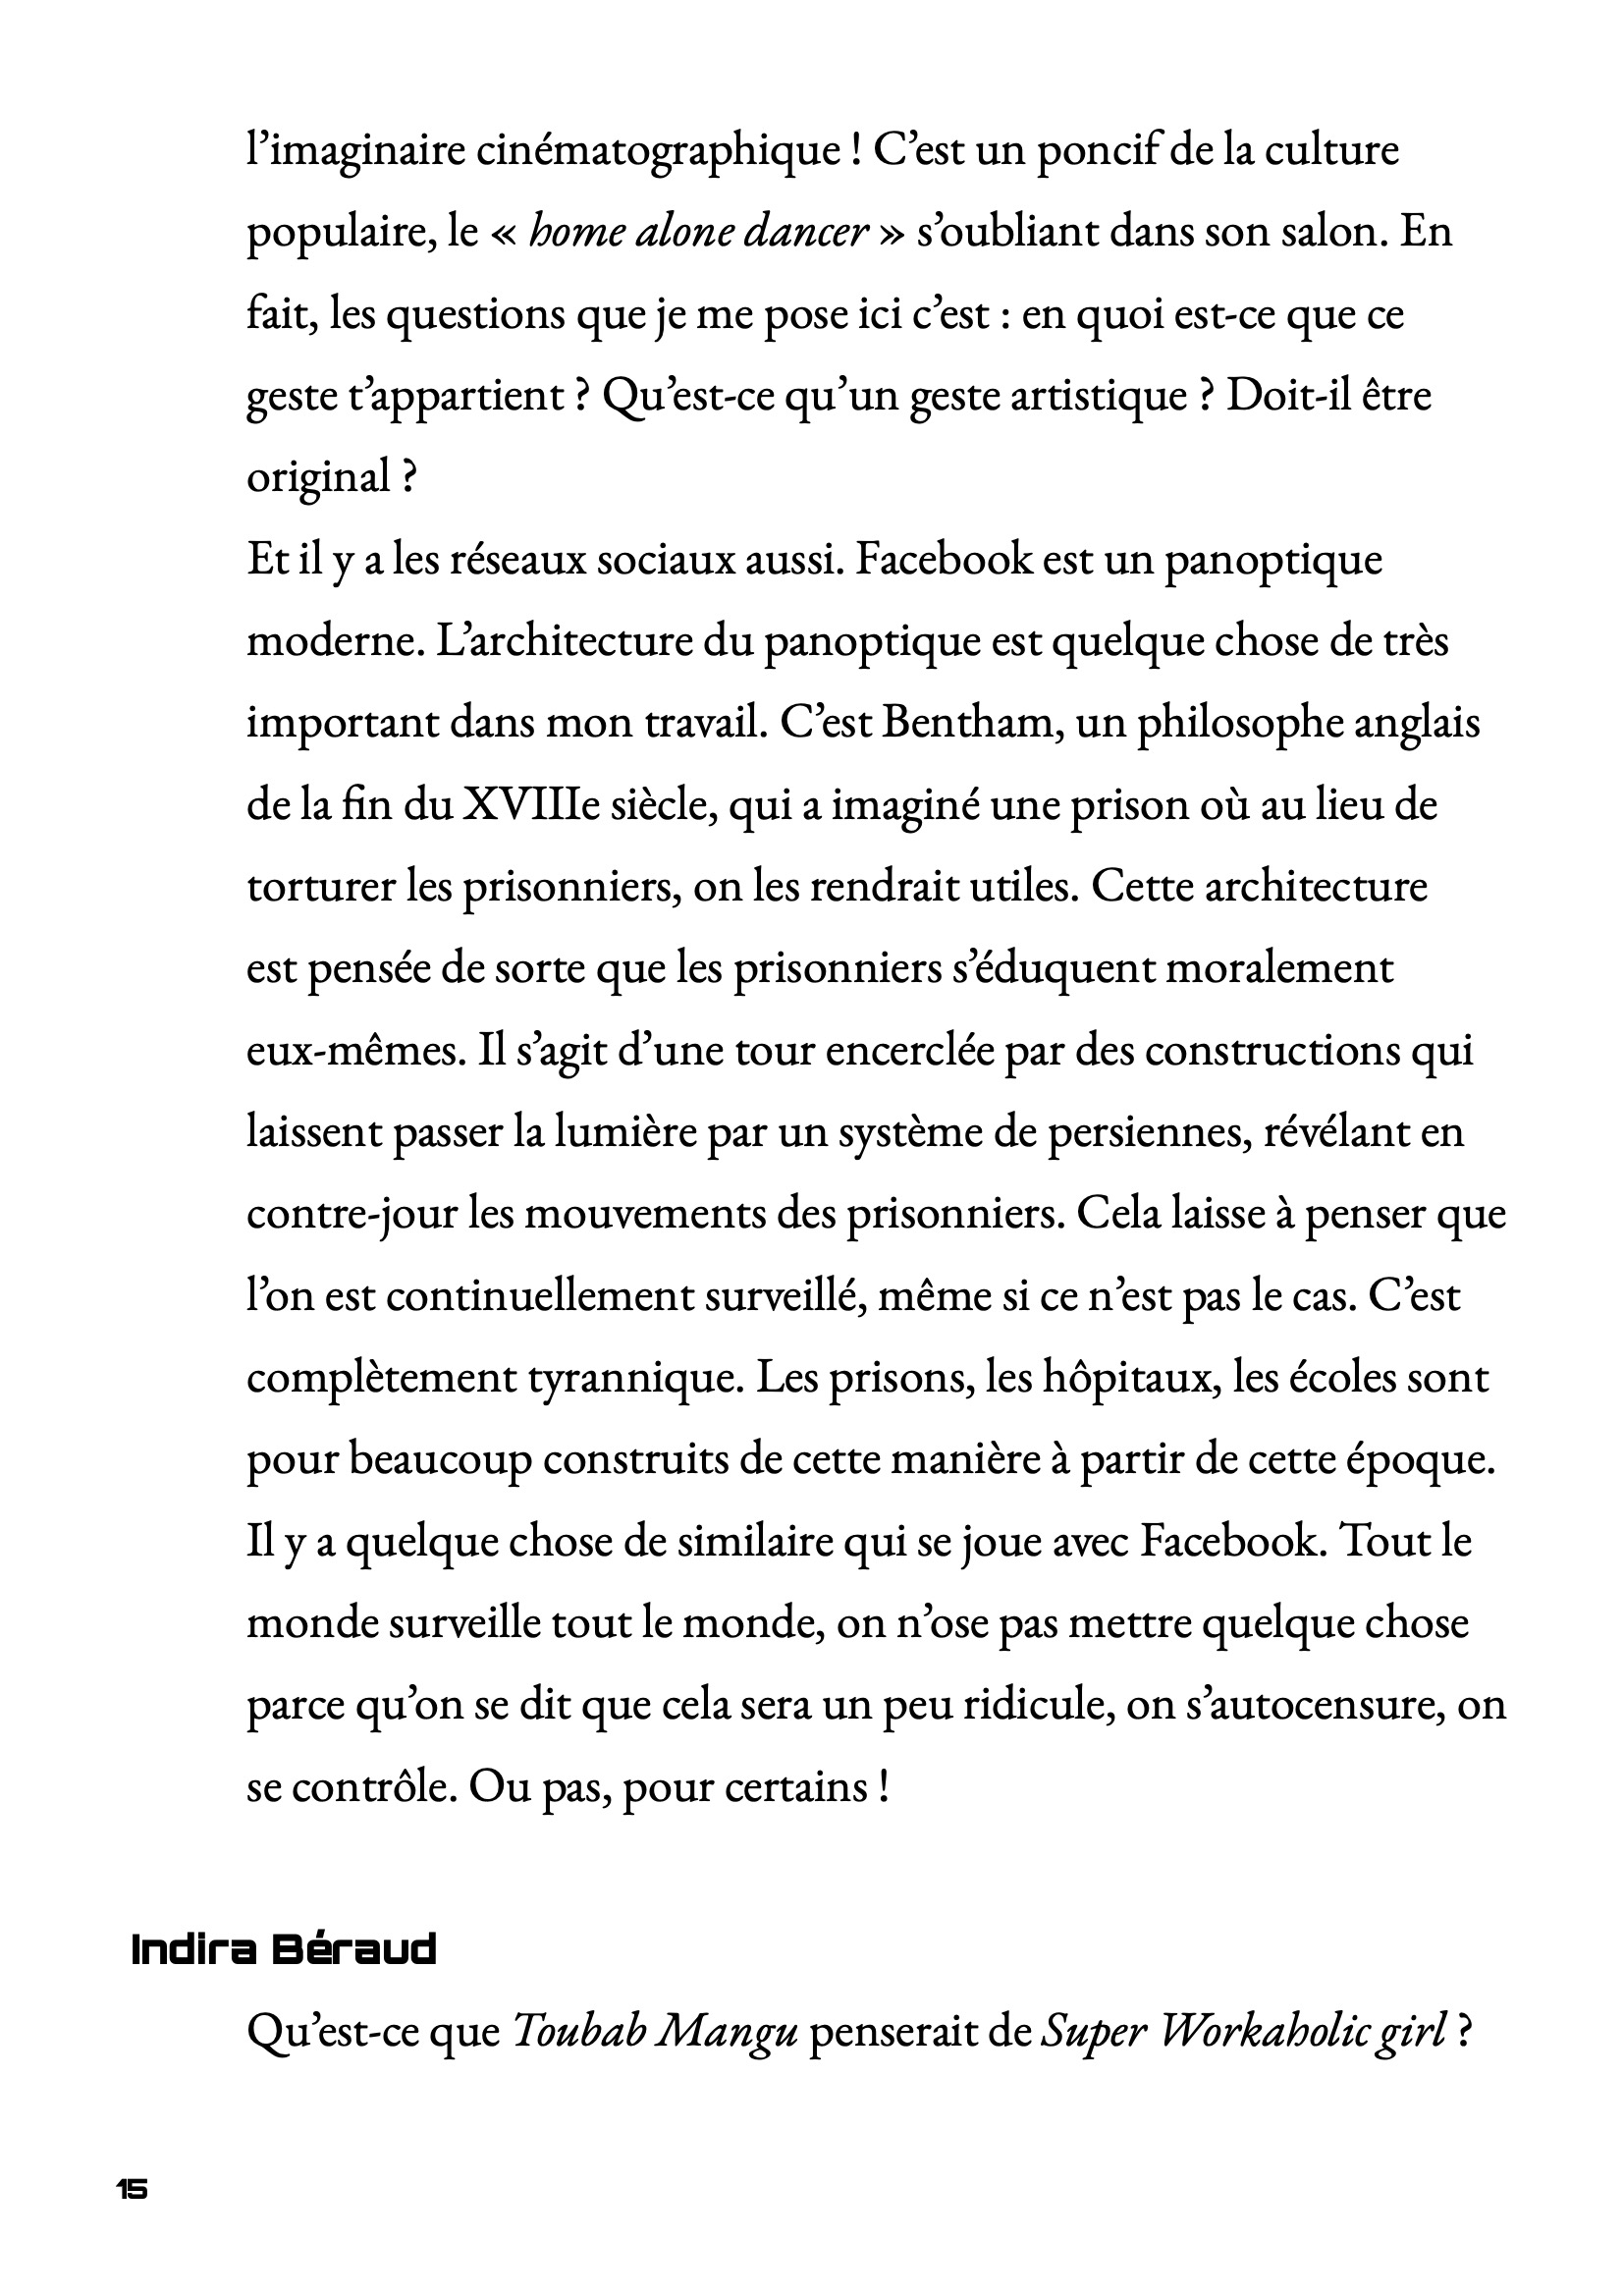 l’imaginaire cinématographique ! C’est un poncif de la culture
populaire, le « home alone dancer » s’oubliant dans son salon. En
fait, les questions que je me pose ici c’est : en quoi est-ce que ce
geste t’appartient ? Qu’est-ce qu’un geste artistique ? Doit-il être
original ?
Et il y a les réseaux sociaux aussi. Facebook est un panoptique
moderne. L’architecture du panoptique est quelque chose de très
important dans mon travail. C’est Bentham, un philosophe anglais
de la fin du XVIIIe siècle, qui a imaginé une prison où au lieu de
torturer les prisonniers, on les rendrait utiles. Cette architecture
est pensée de sorte que les prisonniers s’éduquent moralement
eux-mêmes. Il s’agit d’une tour encerclée par des constructions qui
laissent passer la lumière par un système de persiennes, révélant en
contre-jour les mouvements des prisonniers. Cela laisse à penser que
l’on est continuellement surveillé, même si ce n’est pas le cas. C’est
complètement tyrannique. Les prisons, les hôpitaux, les écoles sont
pour beaucoup construits de cette manière à partir de cette époque.
Il y a quelque chose de similaire qui se joue avec Facebook. Tout le
monde surveille tout le monde, on n’ose pas mettre quelque chose
parce qu’on se dit que cela sera un peu ridicule, on s’autocensure, on
se contrôle. Ou pas, pour certains !
Indira Béraud
Qu’est-ce que Toubab Mangu penserait de Super Workaholic girl ?
15